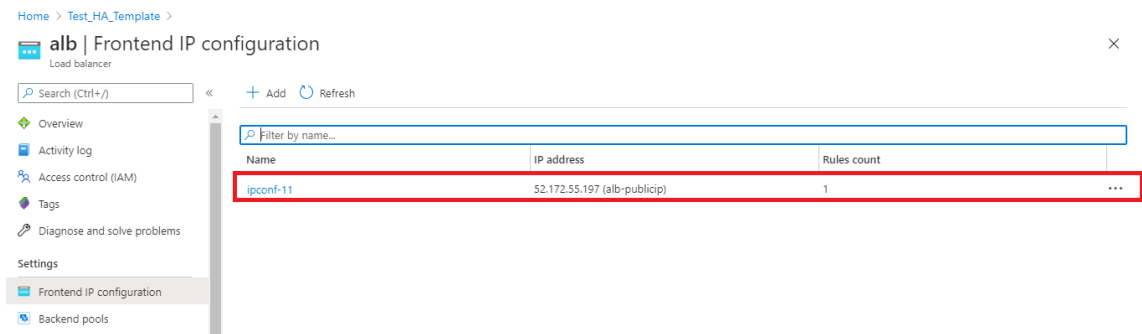 Home > Test_HA_Template >
alb | Frontend IP configuration
Load balancer
Search (Ctrl+/)
«
Overview
Activity log
Access control (IAM)
Tags
Diagnose and solve problems
Settings
Frontend IP configuration
Backend pools
+ Add Refresh
Filter by name...
Name IP address Rules count
ipconf-11 52.172.55.197 (alb-publicip) 1 ...